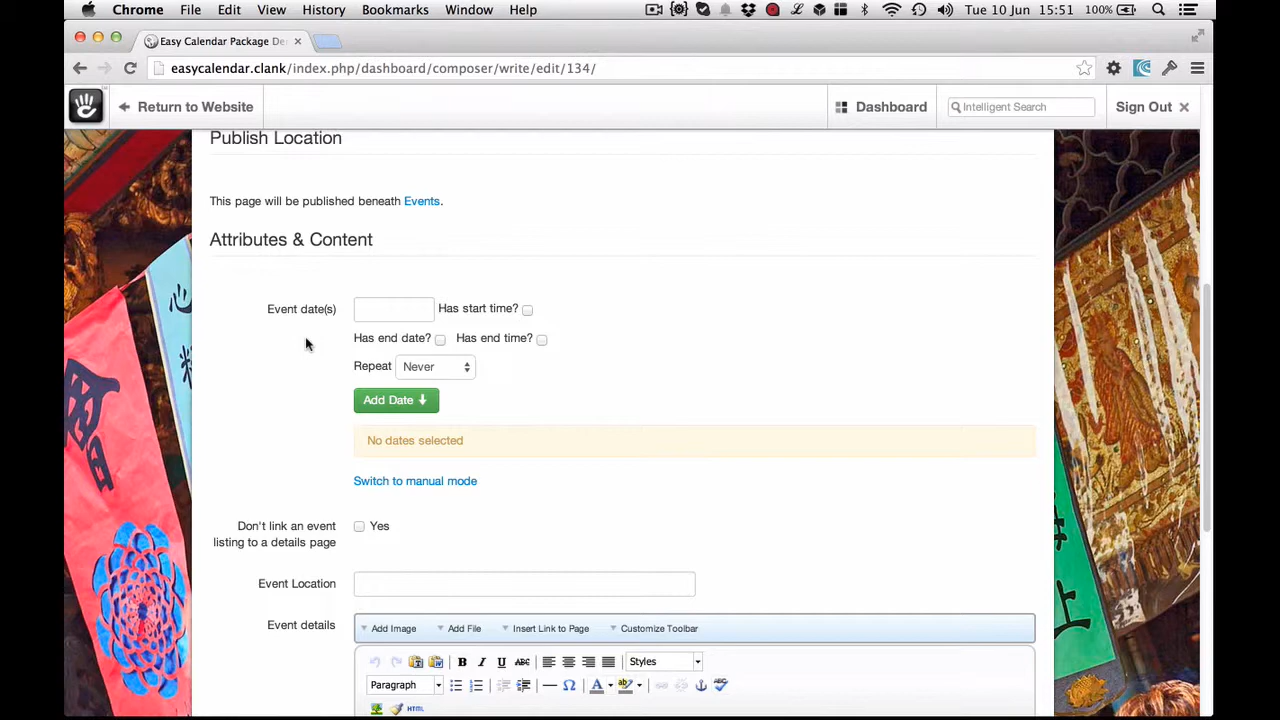 Chrome File Edit View History Bookmarks Window Help Tue 10 Jun 15:51 100%
Easy Calendar Package De
easycalendar.clank/index.php/dashboard/composer/write/edit/134/
Return to Website Dashboard Intelligent Search Sign Out
Publish Location
This page will be published beneath Events.
Attributes & Content
Event date(s) Has start time?
Has end date? Has end time?
Repeat Never
Add Date
No dates selected
Switch to manual mode
Don't link an event
listing to a details page
Yes
Event Location
Event details
Add Image Add File Insert Link to Page Customize Toolbar
B I U ABC Styles
Paragraph
HTML